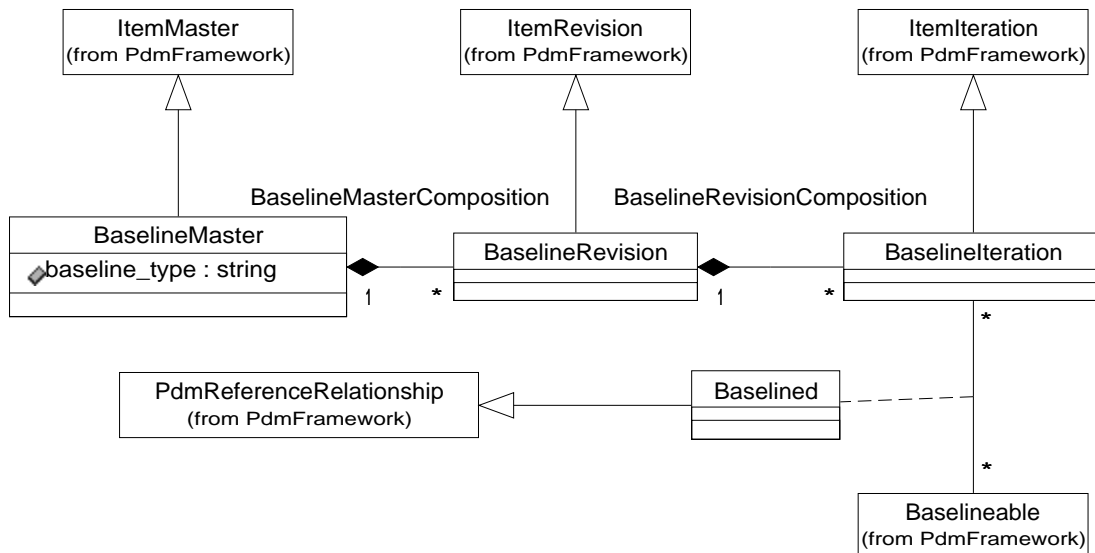 ItemMaster
(from PdmFramework)
ItemRevision
(from PdmFramework)
ItemIteration
(from PdmFramework)
BaselineMasterComposition
BaselineRevisionComposition
BaselineMaster
baseline_type : string
BaselineRevision
BaselineIteration
1
*
1
*
*
PdmReferenceRelationship
(from PdmFramework)
Baselined
*
Baselineable
(from PdmFramework)